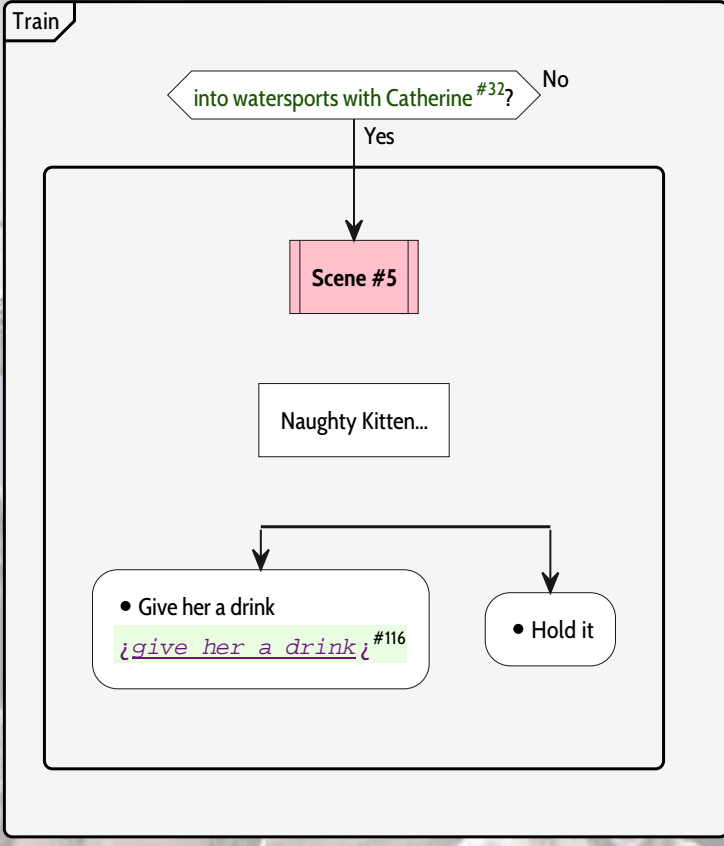 Train
into watersports with Catherine #32?
No
Yes
Scene #5
Naughty Kitten...
• Give her a drink
¿give her a drink¿#116
• Hold it